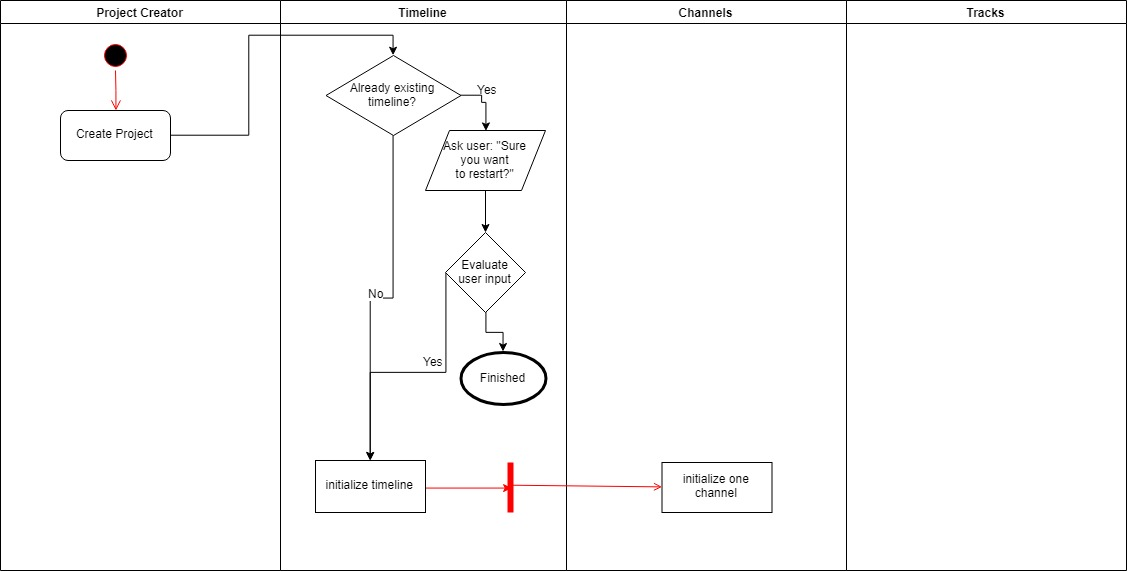 Project Creator
Timeline
Channels
Tracks
Already existing
timeline?
Yes
Create Project
Ask user: "Sure
you want
to restart?"
Evaluate
user input
No
Yes
Finished
initialize timeline
initialize one
channel